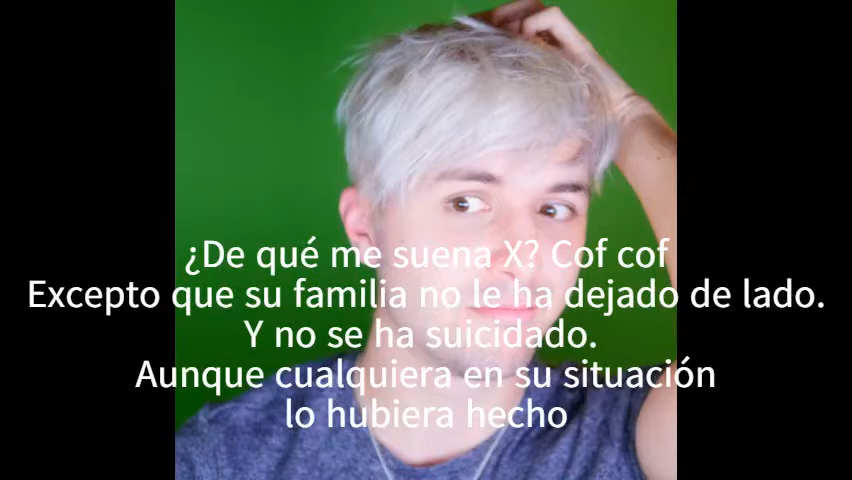 ¿De qué me suena X? Cof cof
Excepto que su familia no le ha dejado de lado.
Y no se ha suicidado.
Aunque cualquiera en su situación
lo hubiera hecho